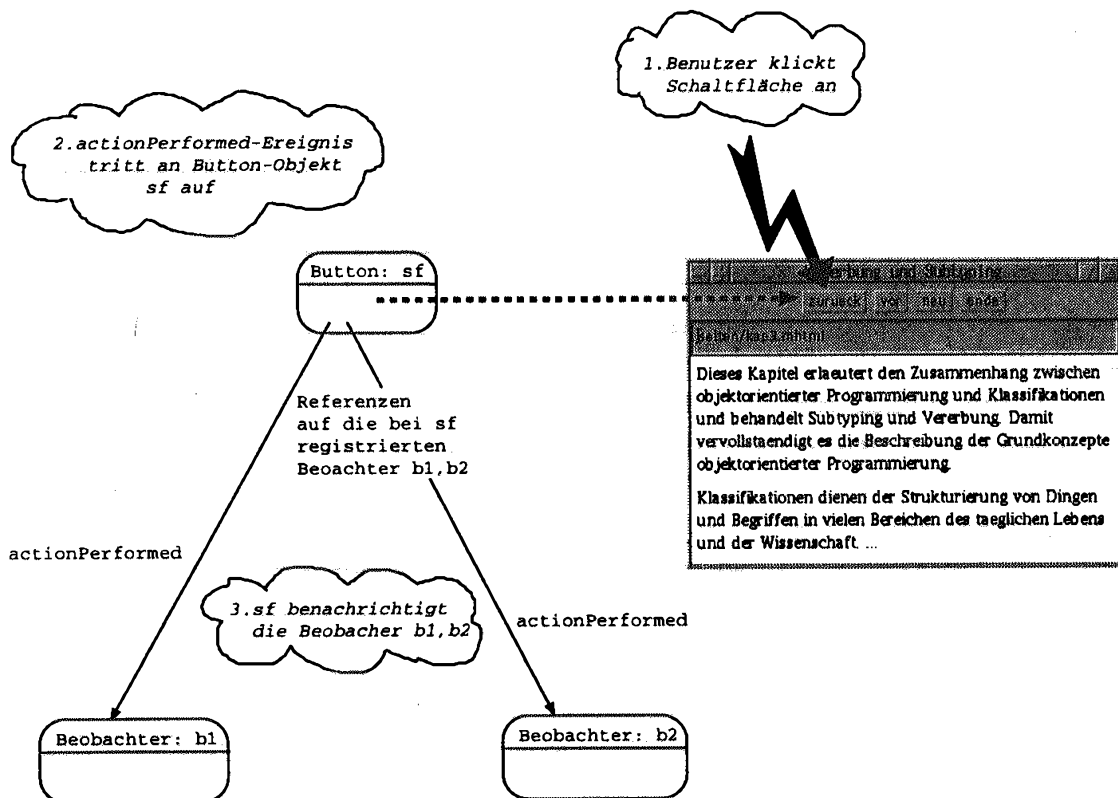 1.Benutzer klickt
Schaltfläche an
2.actionPerformed-Ereignis
tritt an Button-Objekt
sf auf
Button: sf
Vererbung und Subtyping
zurueck vor neu ende
Referenzen
auf die bei sf
registrierten
Beoachter b1,b2
Dieses Kapitel erlaeutert den Zusammenhang zwischen
objektorientierter Programmierung und Klassifikationen
und behandelt Subtyping und Vererbung. Damit
vervollstaendigt es die Beschreibung der Grundkonzepte
objektorientierter Programmierung.
Klassifikationen dienen der Strukturierung von Dingen
und Begriffen in vielen Bereichen des taeglichen Lebens
und der Wissenschaft. ...
actionPerformed
3.sf benachrichtigt
die Beobacher b1,b2
actionPerformed
Beobachter: b1
Beobachter: b2